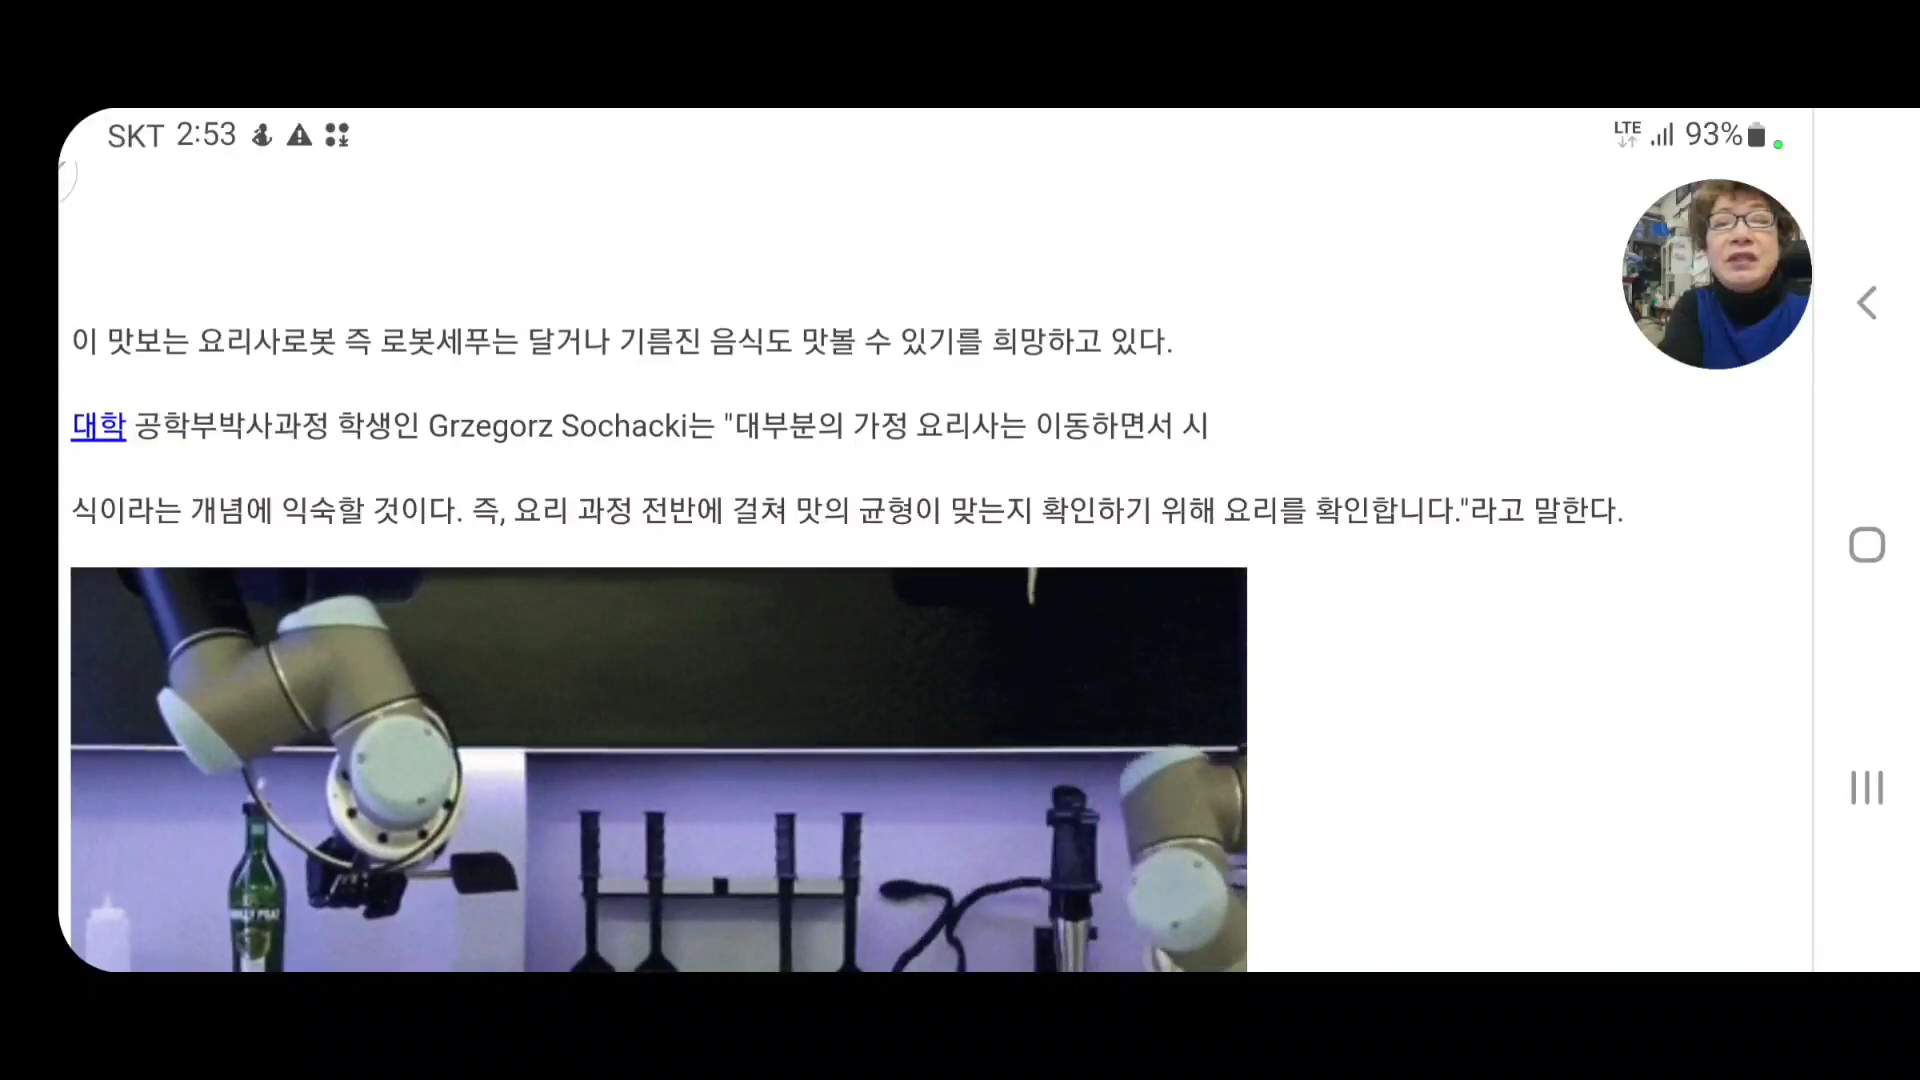 SKT 2:53
LTE 93%
이 맛보는 요리사로봇 즉 로봇세푸는 달거나 기름진 음식도 맛볼 수 있기를 희망하고 있다.
대학 공학부박사과정 학생인 Grzegorz Sochacki는 "대부분의 가정 요리사는 이동하면서 시
식이라는 개념에 익숙할 것이다. 즉, 요리 과정 전반에 걸쳐 맛의 균형이 맞는지 확인하기 위해 요리를 확인합니다."라고 말한다.